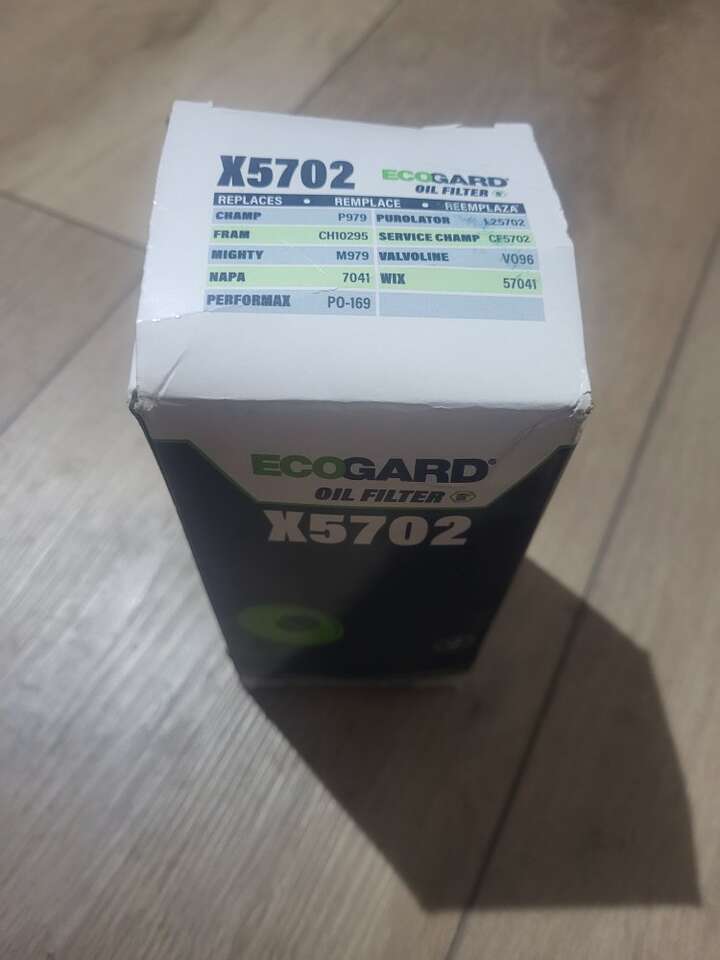 X5702 ECOGARD®
OIL FILTER
REPLACES • REMPLACE • REEMPLAZA
CHAMP P979 PUROLATOR L25702
FRAM CH10295 SERVICE CHAMP CE5702
MIGHTY M979 VALVOLINE VO96
NAPA 7041 WIX 57041
PERFORMAX PO-169
ECOGARD®
OIL FILTER
X5702